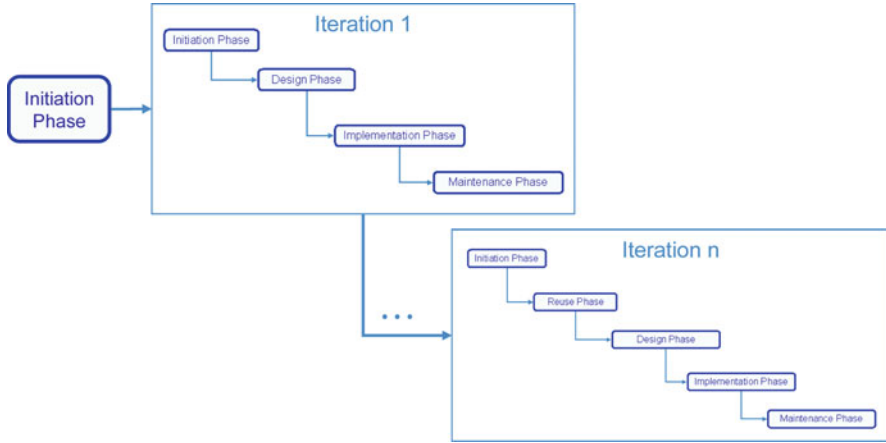 Iteration 1
Initiation Phase
Design Phase
Implementation Phase
Maintenance Phase
Initiation
Phase
Iteration n
Initiation Phase
Reuse Phase
Design Phase
Implementation Phase
Maintenance Phase